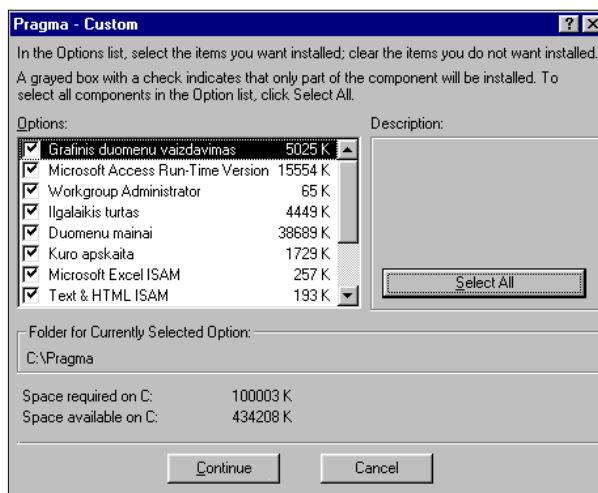 Pragma - Custom
In the Options list, select the items you want installed; clear the items you do not want installed.
A grayed box with a check indicates that only part of the component will be installed. To
select all components in the Option list, click Select All.
Options:
Description:
Grafinis duomenu vaizdavimas 5025 K
Microsoft Access Run-Time Version 15554 K
Workgroup Administrator 65 K
Ilgalaikis turtas 4449 K
Duomenu mainai 38689 K
Kuro apskaita 1729 K
Microsoft Excel ISAM 257 K
Text & HTML ISAM 193 K
Select All
Folder for Currently Selected Option:
C:\Pragma
Space required on C: 100003 K
Space available on C: 434208 K
Continue
Cancel